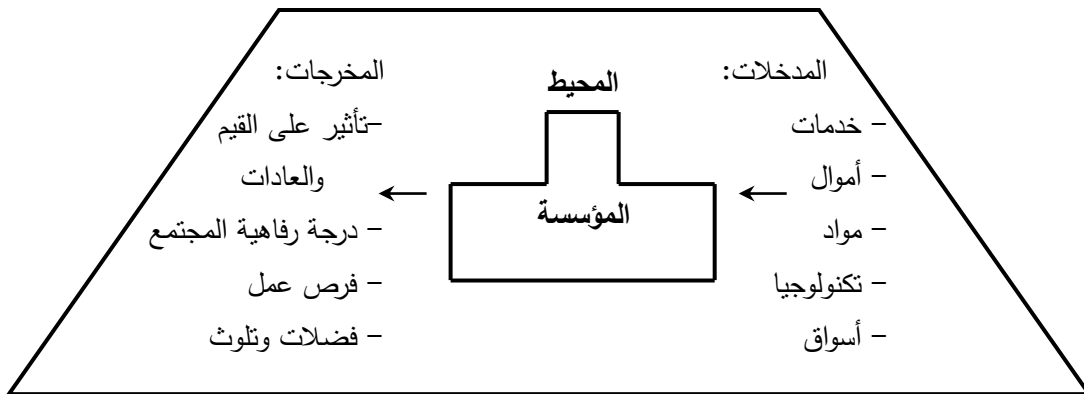 المدخلات:
– خدمات
– أموال
– مواد
– تكنولوجيا
– أسواق
المحيط
المؤسسة
المخرجات:
–تأثير على القيم
والعادات
– درجة رفاهية المجتمع
– فرص عمل
– فضلات وتلوث